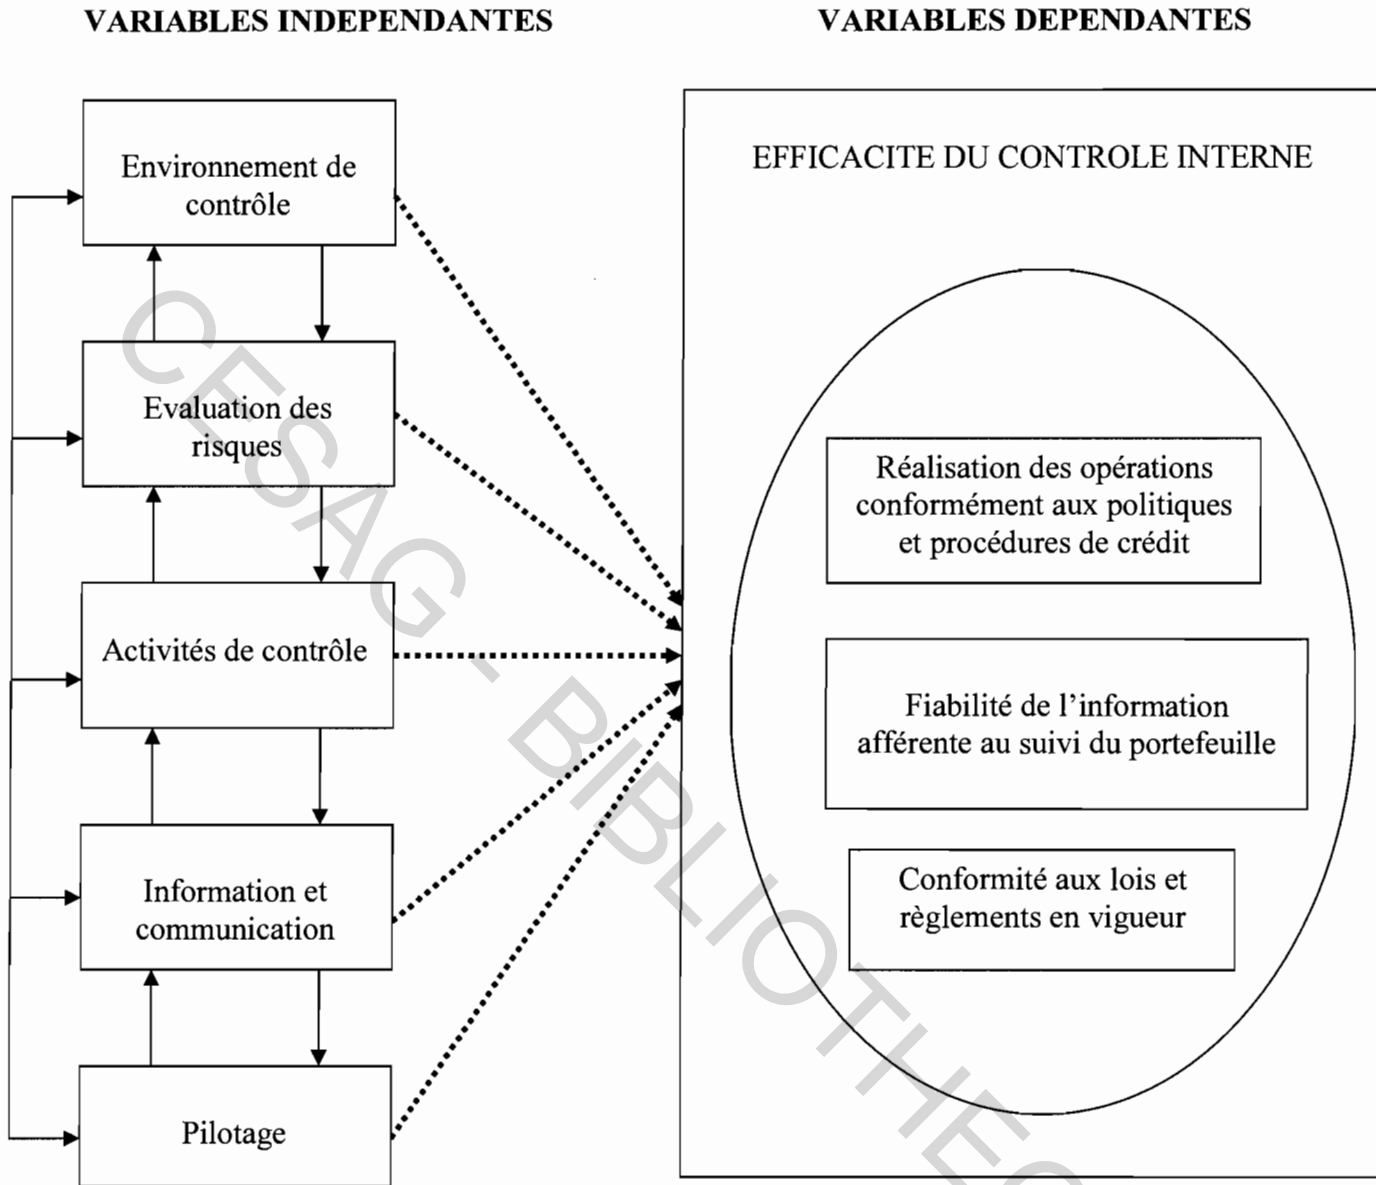 VARIABLES INDEPENDANTES
VARIABLES DEPENDANTES
Environnement de
contrôle
Evaluation des
risques
Activités de contrôle
Information et
communication
Pilotage
EFFICACITE DU CONTROLE INTERNE
Réalisation des opérations
conformément aux politiques
et procédures de crédit
Fiabilité de l'information
afférente au suivi du portefeuille
Conformité aux lois et
règlements en vigueur
CESAG - BIBLIOTHEQ